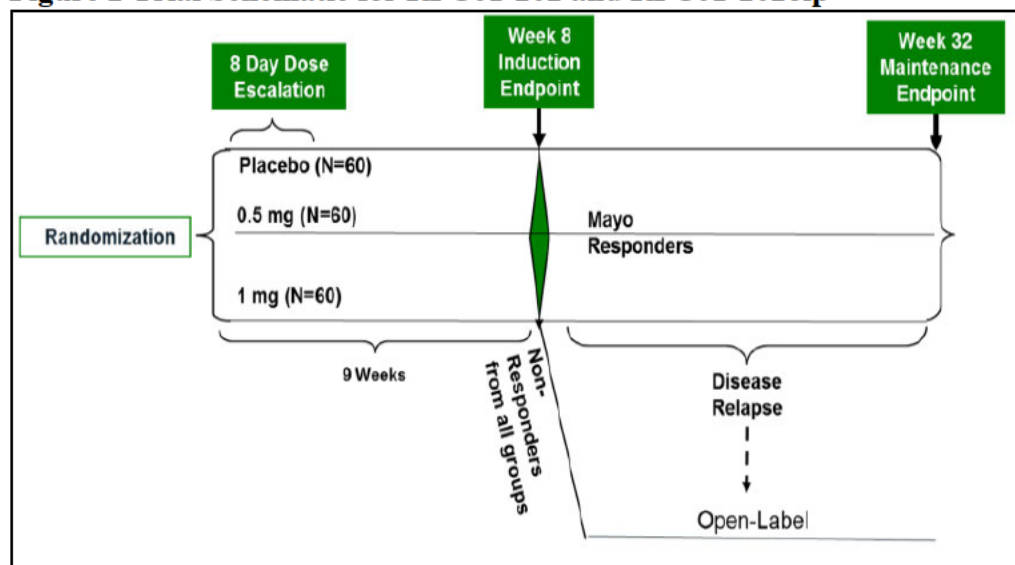 8 Day Dose
Escalation
Week 8
Induction
Endpoint
Week 32
Maintenance
Endpoint
Placebo (N=60)
0.5 mg (N=60)
Randomization
Mayo
Responders
1 mg (N=60)
9 Weeks
Non-
Responders
from all groups
Disease
Relapse
Open-Label